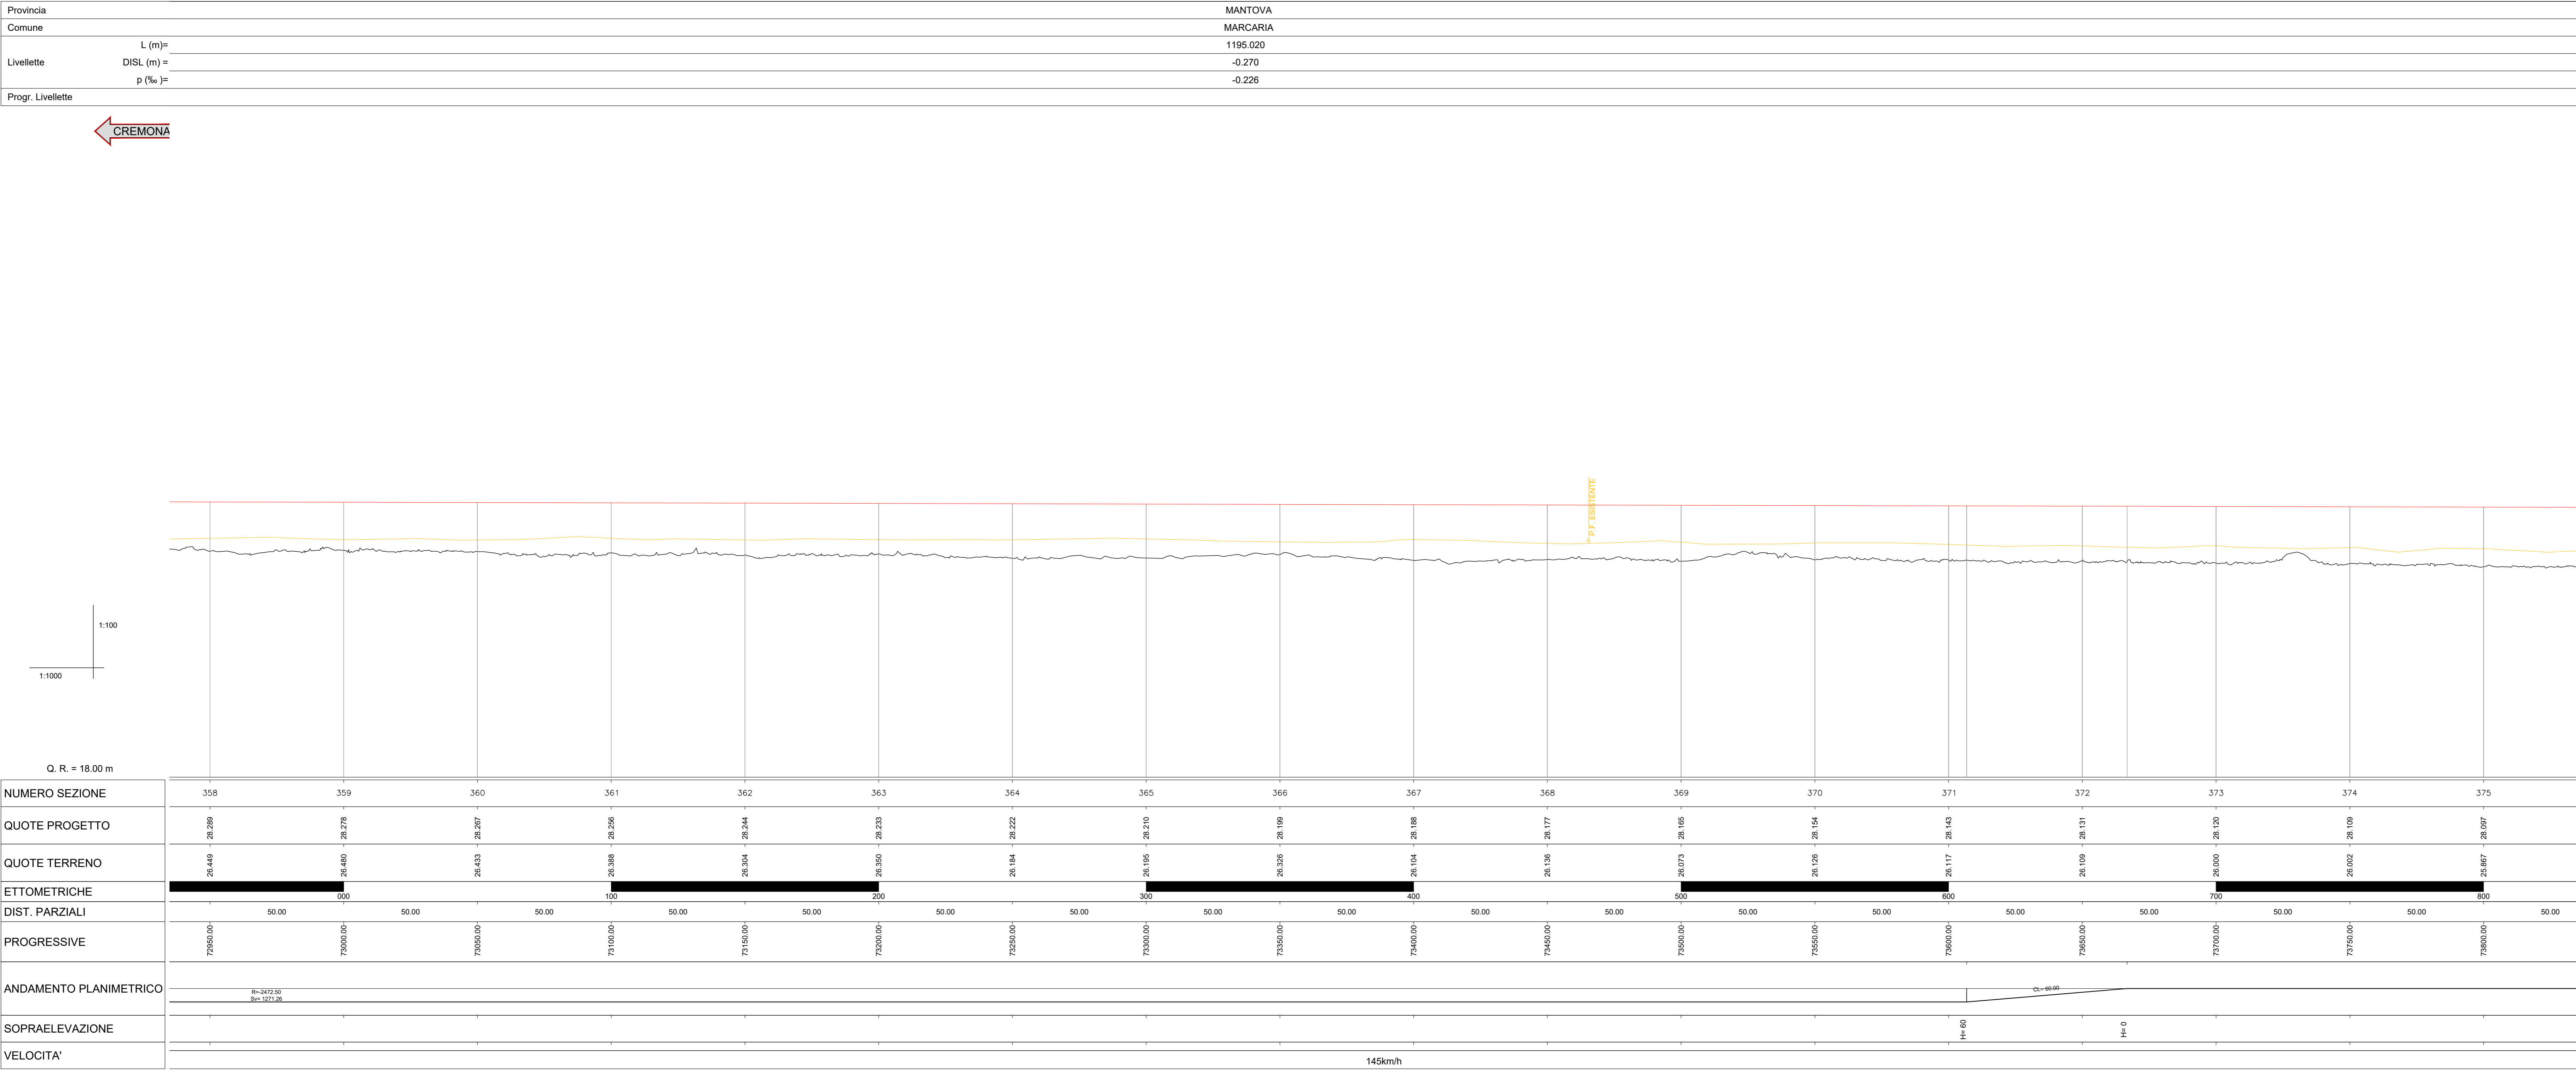 Provincia MANTOVA
Comune MARCARIA
L (m)= 1195.020
Livellette DISL (m) = -0.270
p (‰ )= -0.226
Progr. Livellette
CREMONA
P.F. ESISTENTE
1:100
1:1000
Q. R. = 18.00 m
NUMERO SEZIONE 358 359 360 361 362 363 364 365 366 367 368 369 370 371 372 373 374 375
QUOTE PROGETTO 28.289 28.278 28.267 28.256 28.244 28.233 28.222 28.210 28.199 28.188 28.177 28.165 28.154 28.143 28.131 28.120 28.109 28.097
QUOTE TERRENO 26.449 26.480 26.433 26.388 26.304 26.350 26.184 26.195 26.326 26.104 26.136 26.073 26.126 26.117 26.109 26.000 26.002 25.867
ETTOMETRICHE 000 100 200 300 400 500 600 700 800
DIST. PARZIALI 50.00 50.00 50.00 50.00 50.00 50.00 50.00 50.00 50.00 50.00 50.00 50.00 50.00 50.00 50.00 50.00 50.00 50.00
PROGRESSIVE 72950.00 73000.00 73050.00 73100.00 73150.00 73200.00 73250.00 73300.00 73350.00 73400.00 73450.00 73500.00 73550.00 73600.00 73650.00 73700.00 73750.00 73800.00
ANDAMENTO PLANIMETRICO
R=-2472.50
Sv= 1271.26
CL= 60.00
SOPRAELEVAZIONE H= 60 H= 0
VELOCITA' 145km/h